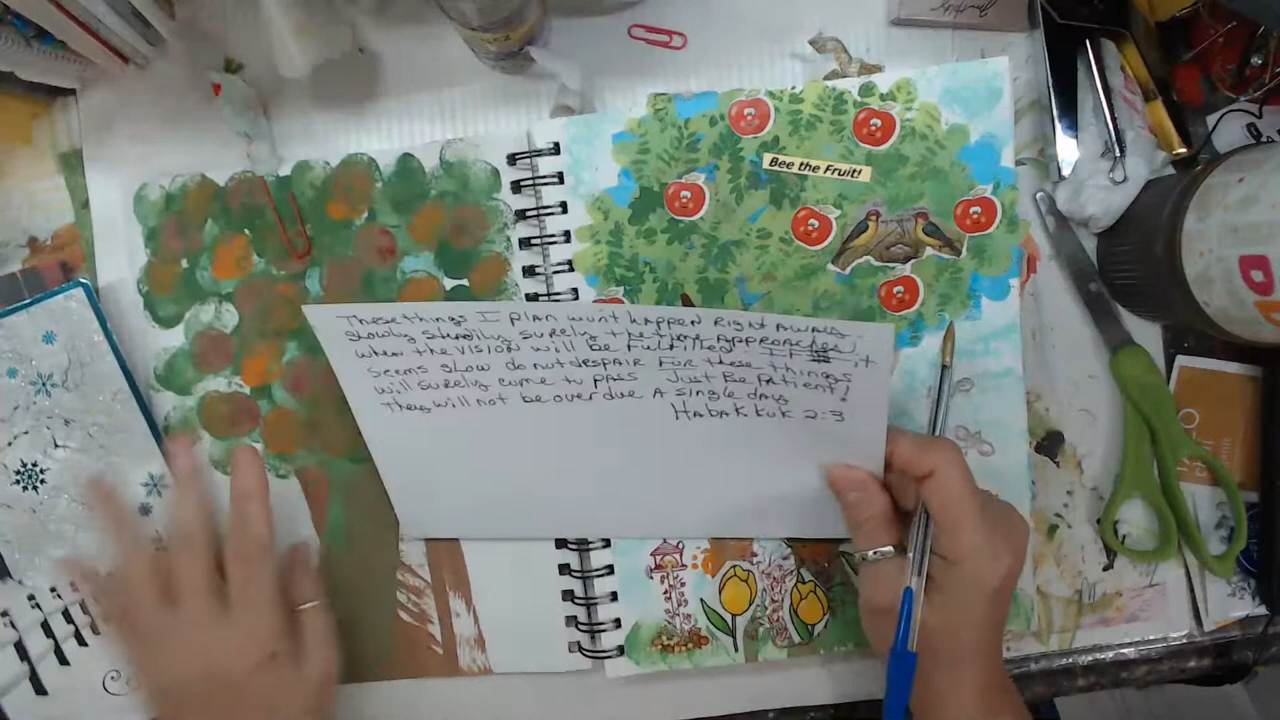 Bee the Fruit!
These things I plan won't happen Right AWAY
slowly steadily surely the time APPROACHES
when the VISION will be FulFilled. IF it
seems slow do not despair FOR these things
will surely come to PASS Just Be Patient!
They will not be overdue A single day
HabaKKuK 2:3